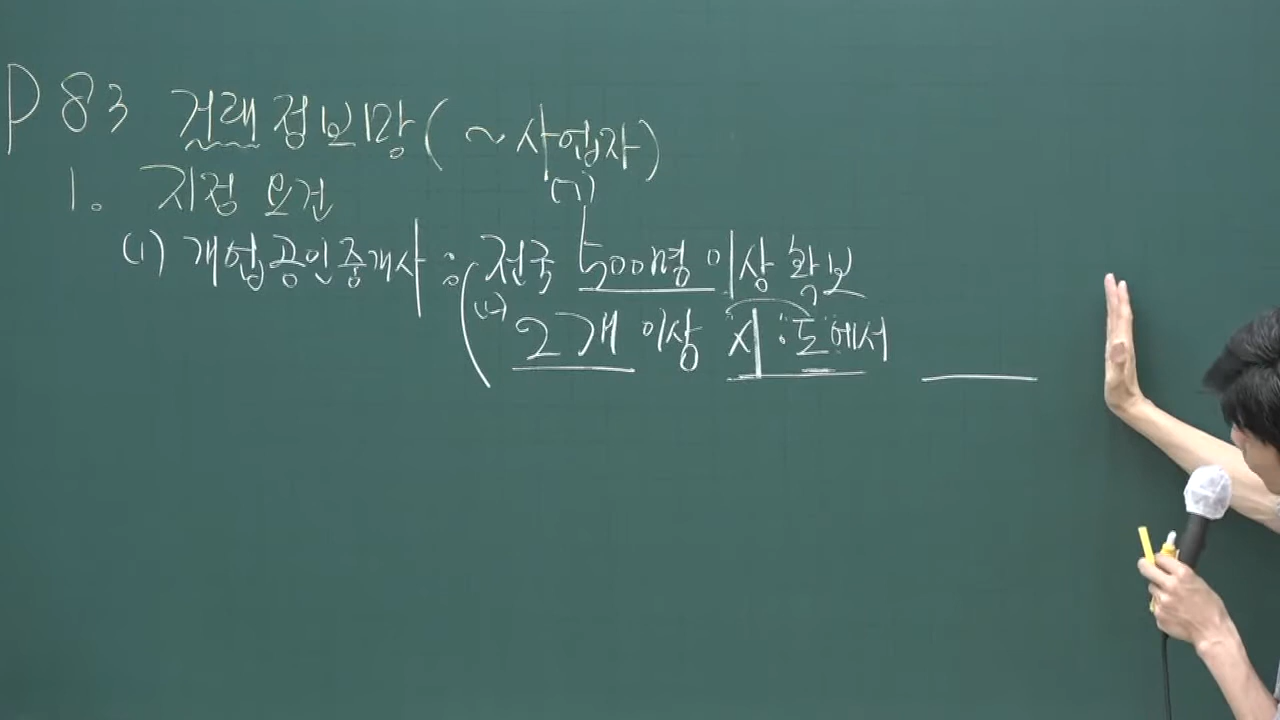 P 83 거래정보망 ( ~ 사업자)
1. 지정 요건
(ㄱ)
(1) 개업공인중개사 : 전국 500명 이상 확보
(ㄴ) 2개 이상 시·도에서